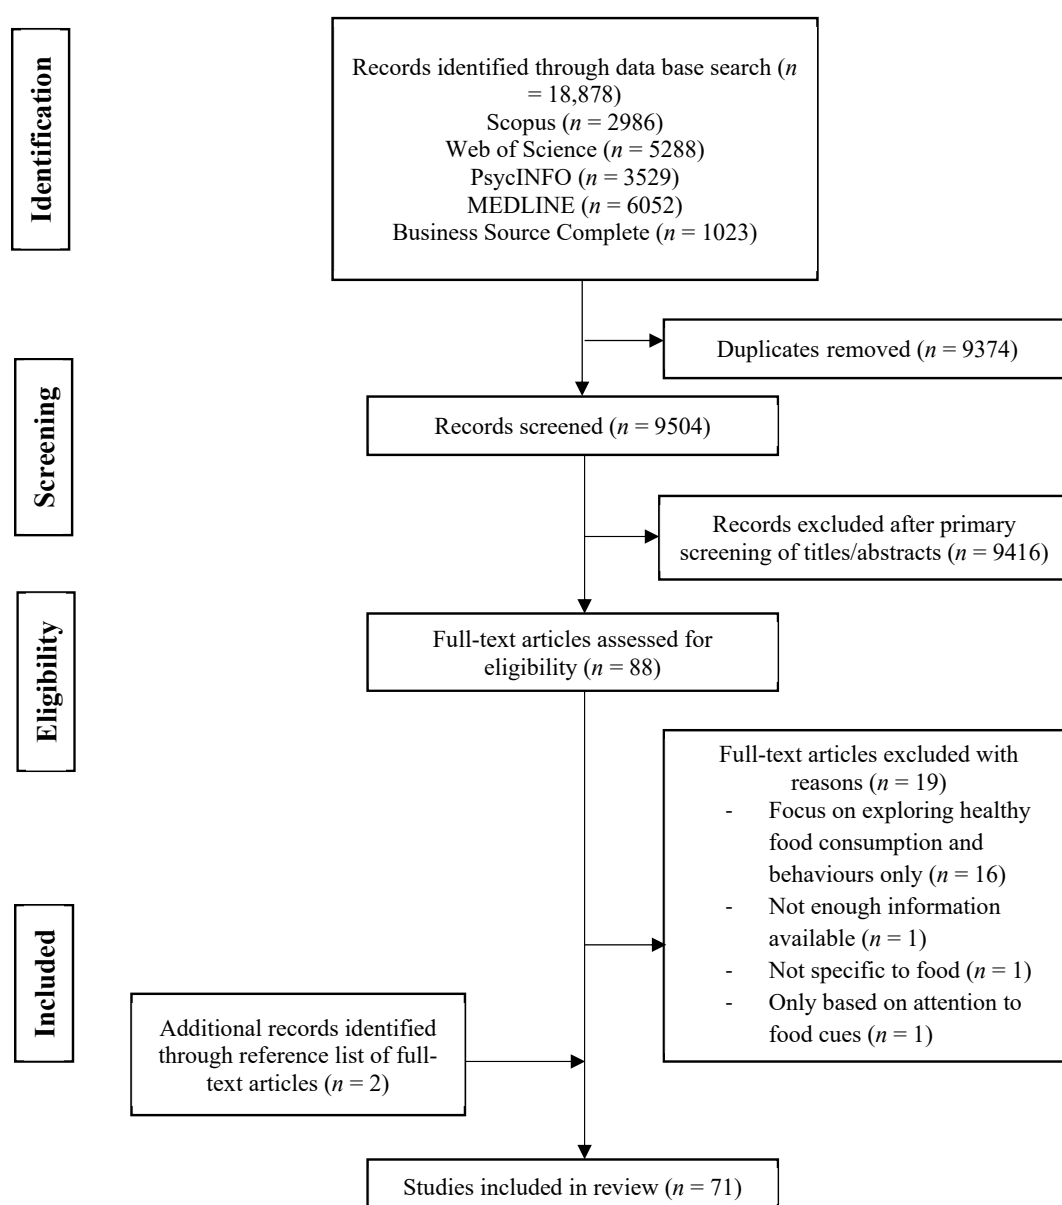 Identification
Records identified through data base search (n
= 18,878)
Scopus (n = 2986)
Web of Science (n = 5288)
PsycINFO (n = 3529)
MEDLINE (n = 6052)
Business Source Complete (n = 1023)
Duplicates removed (n = 9374)
Screening
Records screened (n = 9504)
Records excluded after primary
screening of titles/abstracts (n = 9416)
Eligibility
Full-text articles assessed for
eligibility (n = 88)
Full-text articles excluded with
reasons (n = 19)
- Focus on exploring healthy
food consumption and
behaviours only (n = 16)
- Not enough information
available (n = 1)
- Not specific to food (n = 1)
- Only based on attention to
food cues (n = 1)
Included
Additional records identified
through reference list of full-
text articles (n = 2)
Studies included in review (n = 71)